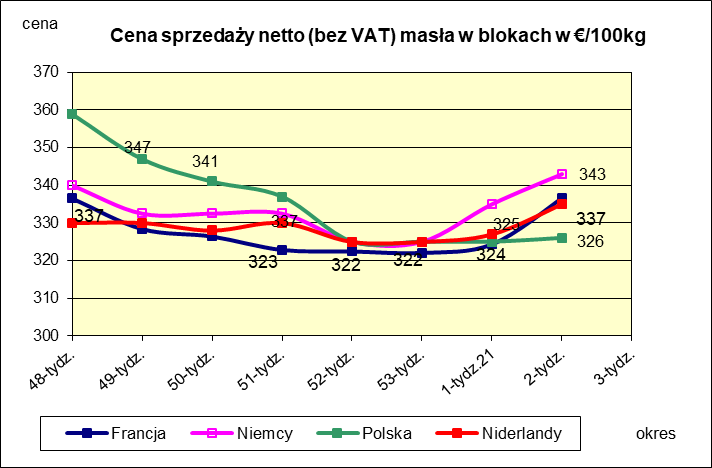 cena
Cena sprzedaży netto (bez VAT) masła w blokach w €/100kg
370
360
350
340
330
320
310
300
347
341
343
337
337
325
337
326
323
322
322
324
48-tydz.
49-tydz.
50-tydz.
51-tydz.
52-tydz.
53-tydz.
1-tydz.21
2-tydz.
3-tydz.
Francja Niemcy Polska Niderlandy
okres